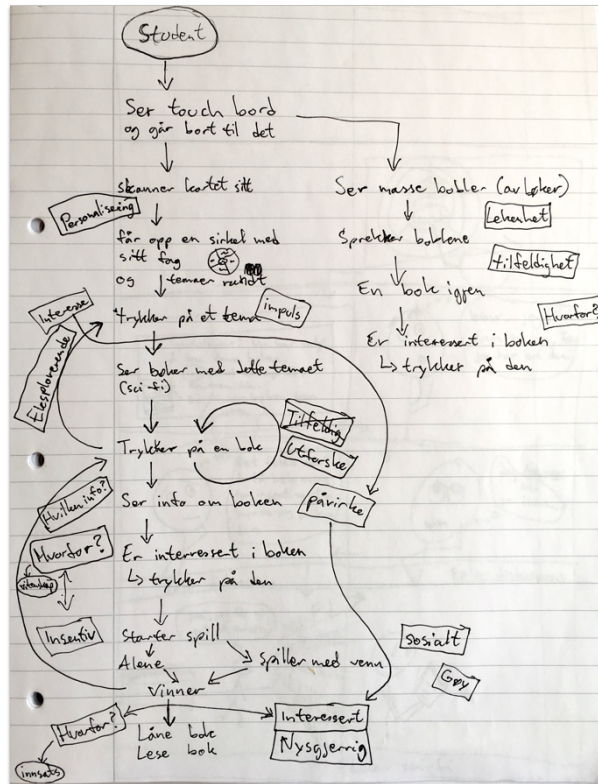 Student
Ser touch bord
og går bort til det
skanner kortet sitt
Personalisering
får opp en sirkel med
sitt fag
og temaer rundt
Interesse
trykker på et tema
impuls
Eksplorerende
Ser bøker med dette temaet
(sci-fi)
Trykker på en bok
Tilfeldig
Utforske
Hvilken info?
Ser info om boken
påvirke
Hvorfor?
Er interressert i boken
↳ trykker på den
vitenskap
Insentiv
Starter spill
Alene
Spiller med venn
Vinner
sosialt
Gøy
Hvorfor?
Låne bok
Lese bok
Interessert
Nysgjerrig
innsats
Ser masse bobler (av bøker)
Lekenhet
Sprekker boblene
tilfeldighet
En bok igjen
Hvorfor?
Er interessert i boken
↳ trykker på den